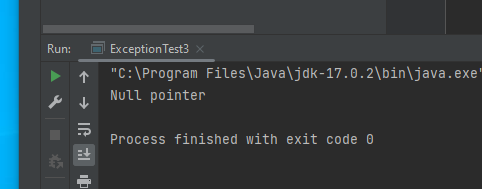 Run: ExceptionTest3
"C:\Program Files\Java\jdk-17.0.2\bin\java.exe"
Null pointer
Process finished with exit code 0